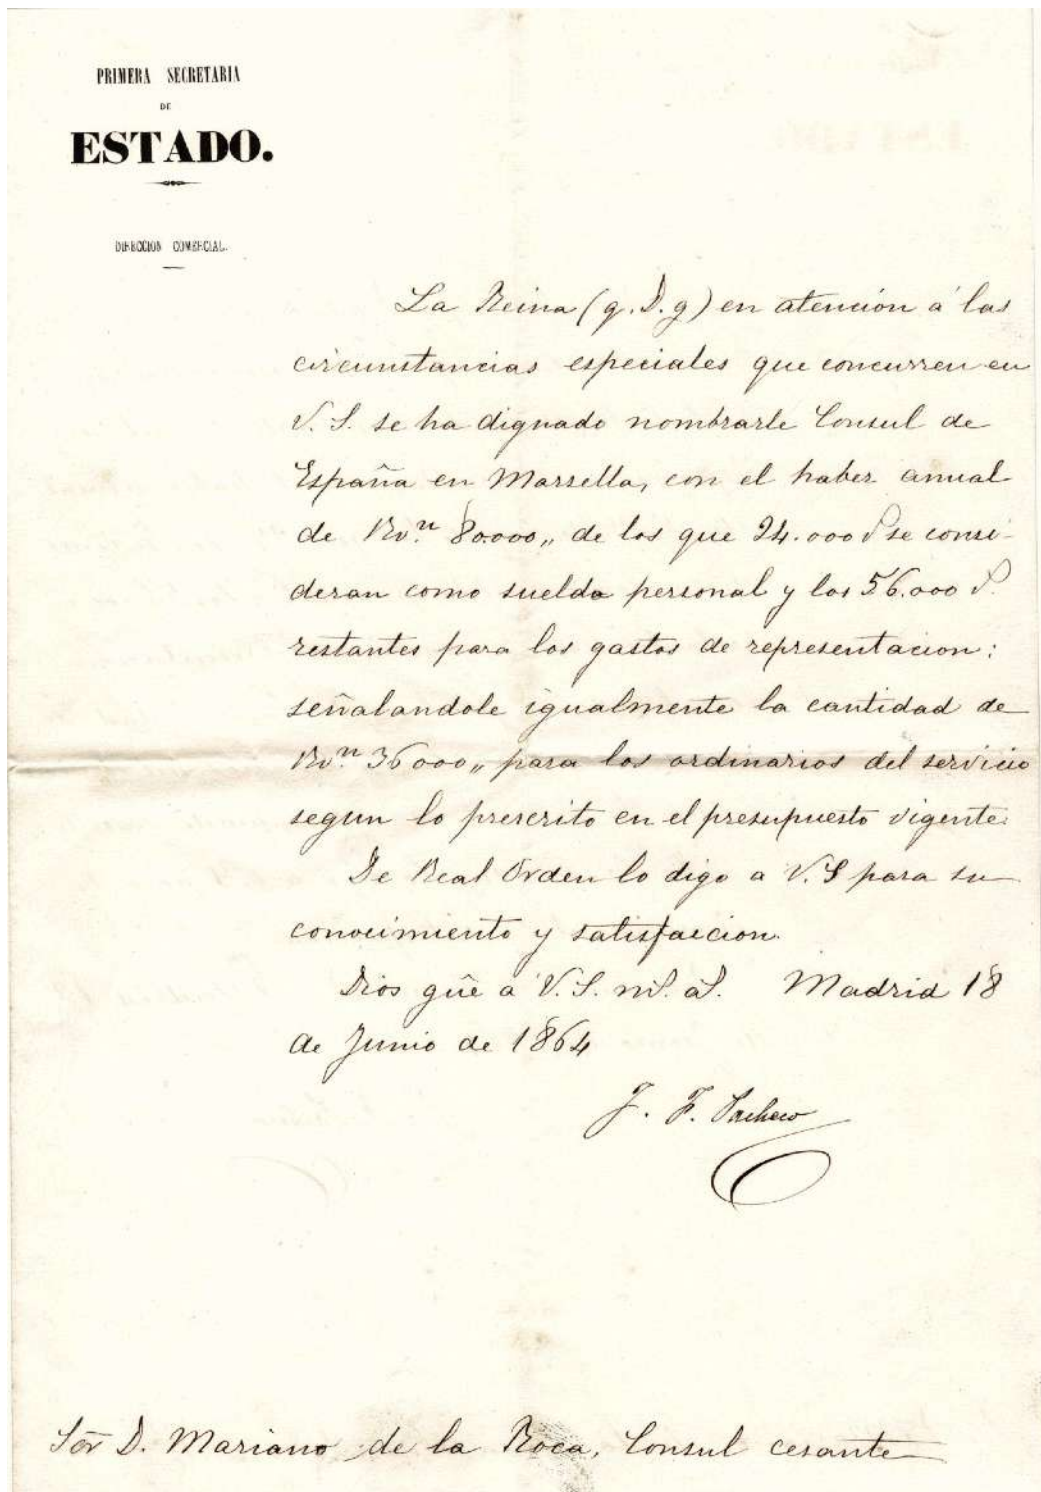 PRIMERA SECRETARIA
DE
ESTADO.
DIRECCION COMERCIAL.
La Reina (q. D. g) en atención á las
circunstancias especiales que concurren en
V. S. se ha dignado nombrarle Consul de
España en Marsella, con el haber anual
de Rv.n 80.000,, de los que 24.000 se consi-
deran como sueldo personal y los 56.000
restantes para los gastos de representacion:
señalandole igualmente la cantidad de
Rv.n 36000,, para los ordinarios del servicio
segun lo prescrito en el presupuesto vigente.
De Real Orden lo digo a V. S para su
conocimiento y satisfaccion.
Dios gûe á V. S. m.s a.s. Madrid 18
de Junio de 1864
J. F. Pacheco
Sor D. Mariano de la Roca, Consul cesante